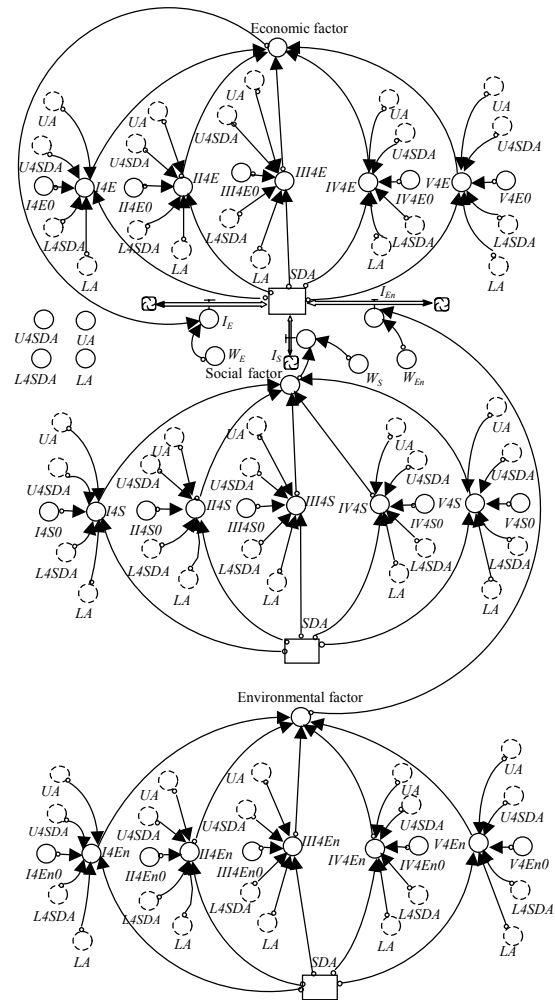 Economic factor
UA
UA
UA
UA
UA
U4SDA
U4SDA
U4SDA
U4SDA
U4SDA
I4E
II4E
III4E
IV4E
V4E
I4E0
II4E0
III4E0
IV4E0
V4E0
L4SDA
L4SDA
L4SDA
L4SDA
L4SDA
LA
LA
LA
LA
LA
SDA
I_E
I_En
I_S
W_E
W_S
W_En
U4SDA
UA
L4SDA
LA
Social factor
UA
UA
UA
UA
UA
U4SDA
U4SDA
U4SDA
U4SDA
U4SDA
I4S
II4S
III4S
IV4S
V4S
I4S0
II4S0
III4S0
IV4S0
V4S0
L4SDA
L4SDA
L4SDA
L4SDA
L4SDA
LA
LA
LA
LA
LA
SDA
Environmental factor
UA
UA
UA
UA
UA
U4SDA
U4SDA
U4SDA
U4SDA
U4SDA
I4En
II4En
III4En
IV4En
V4En
I4En0
II4En0
III4En0
IV4En0
V4En0
L4SDA
L4SDA
L4SDA
L4SDA
L4SDA
LA
LA
LA
LA
LA
SDA